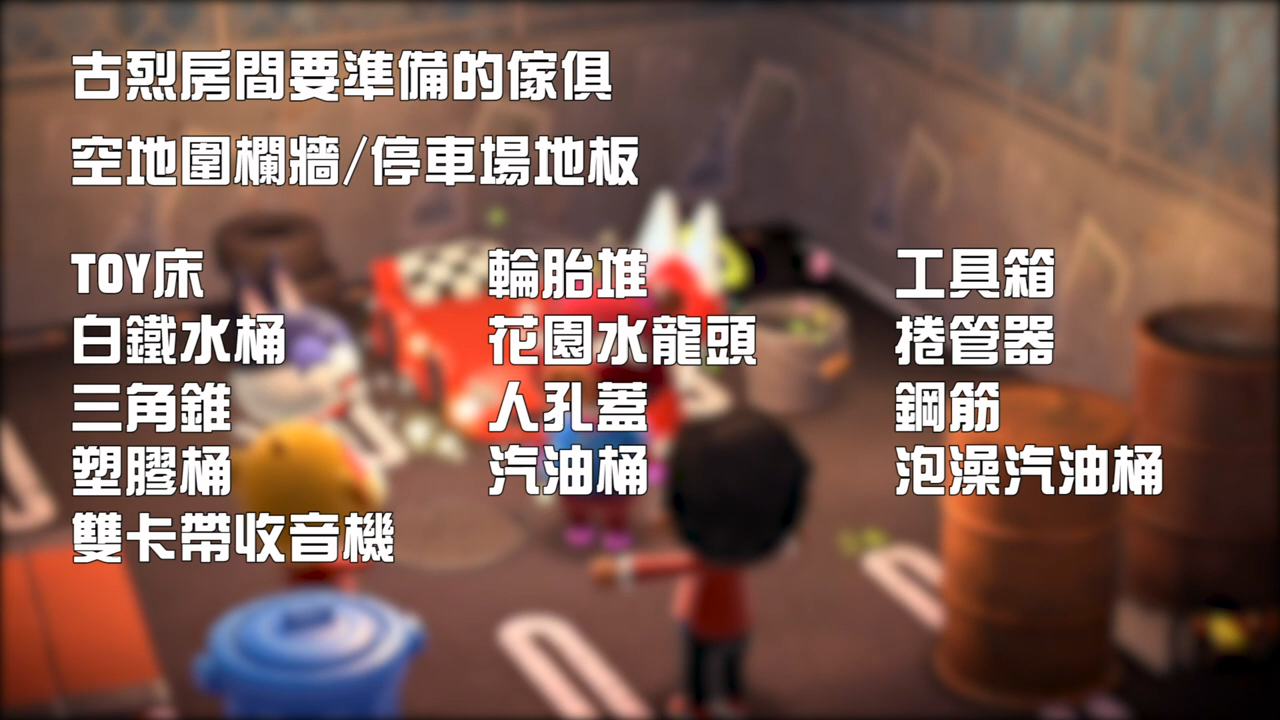 古烈房間要準備的傢俱
空地圍欄牆/停車場地板
TOY床 輪胎堆 工具箱
白鐵水桶 花園水龍頭 捲管器
三角錐 人孔蓋 鋼筋
塑膠桶 汽油桶 泡澡汽油桶
雙卡帶收音機